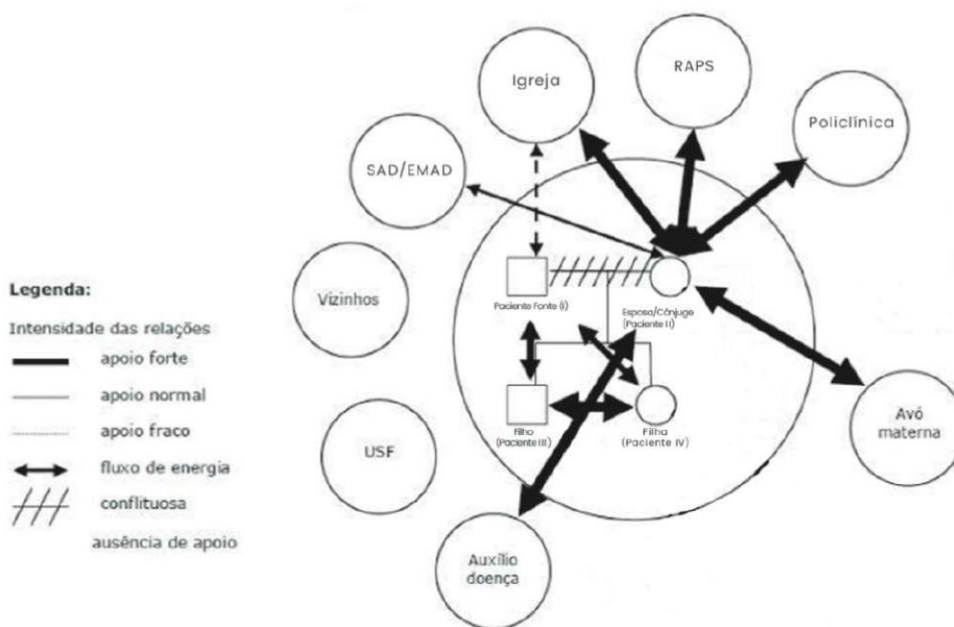 Igreja
RAPS
Policlínica
SAD/EMAD
Vizinhos
Paciente Fonte (I)
Esposa/Cânjuge
(Paciente II)
Filho
(Paciente III)
Filha
(Paciente IV)
Avó
materna
USF
Auxílio
doença
Legenda:
Intensidade das relações
apoio forte
apoio normal
apoio fraco
fluxo de energia
conflituosa
ausência de apoio